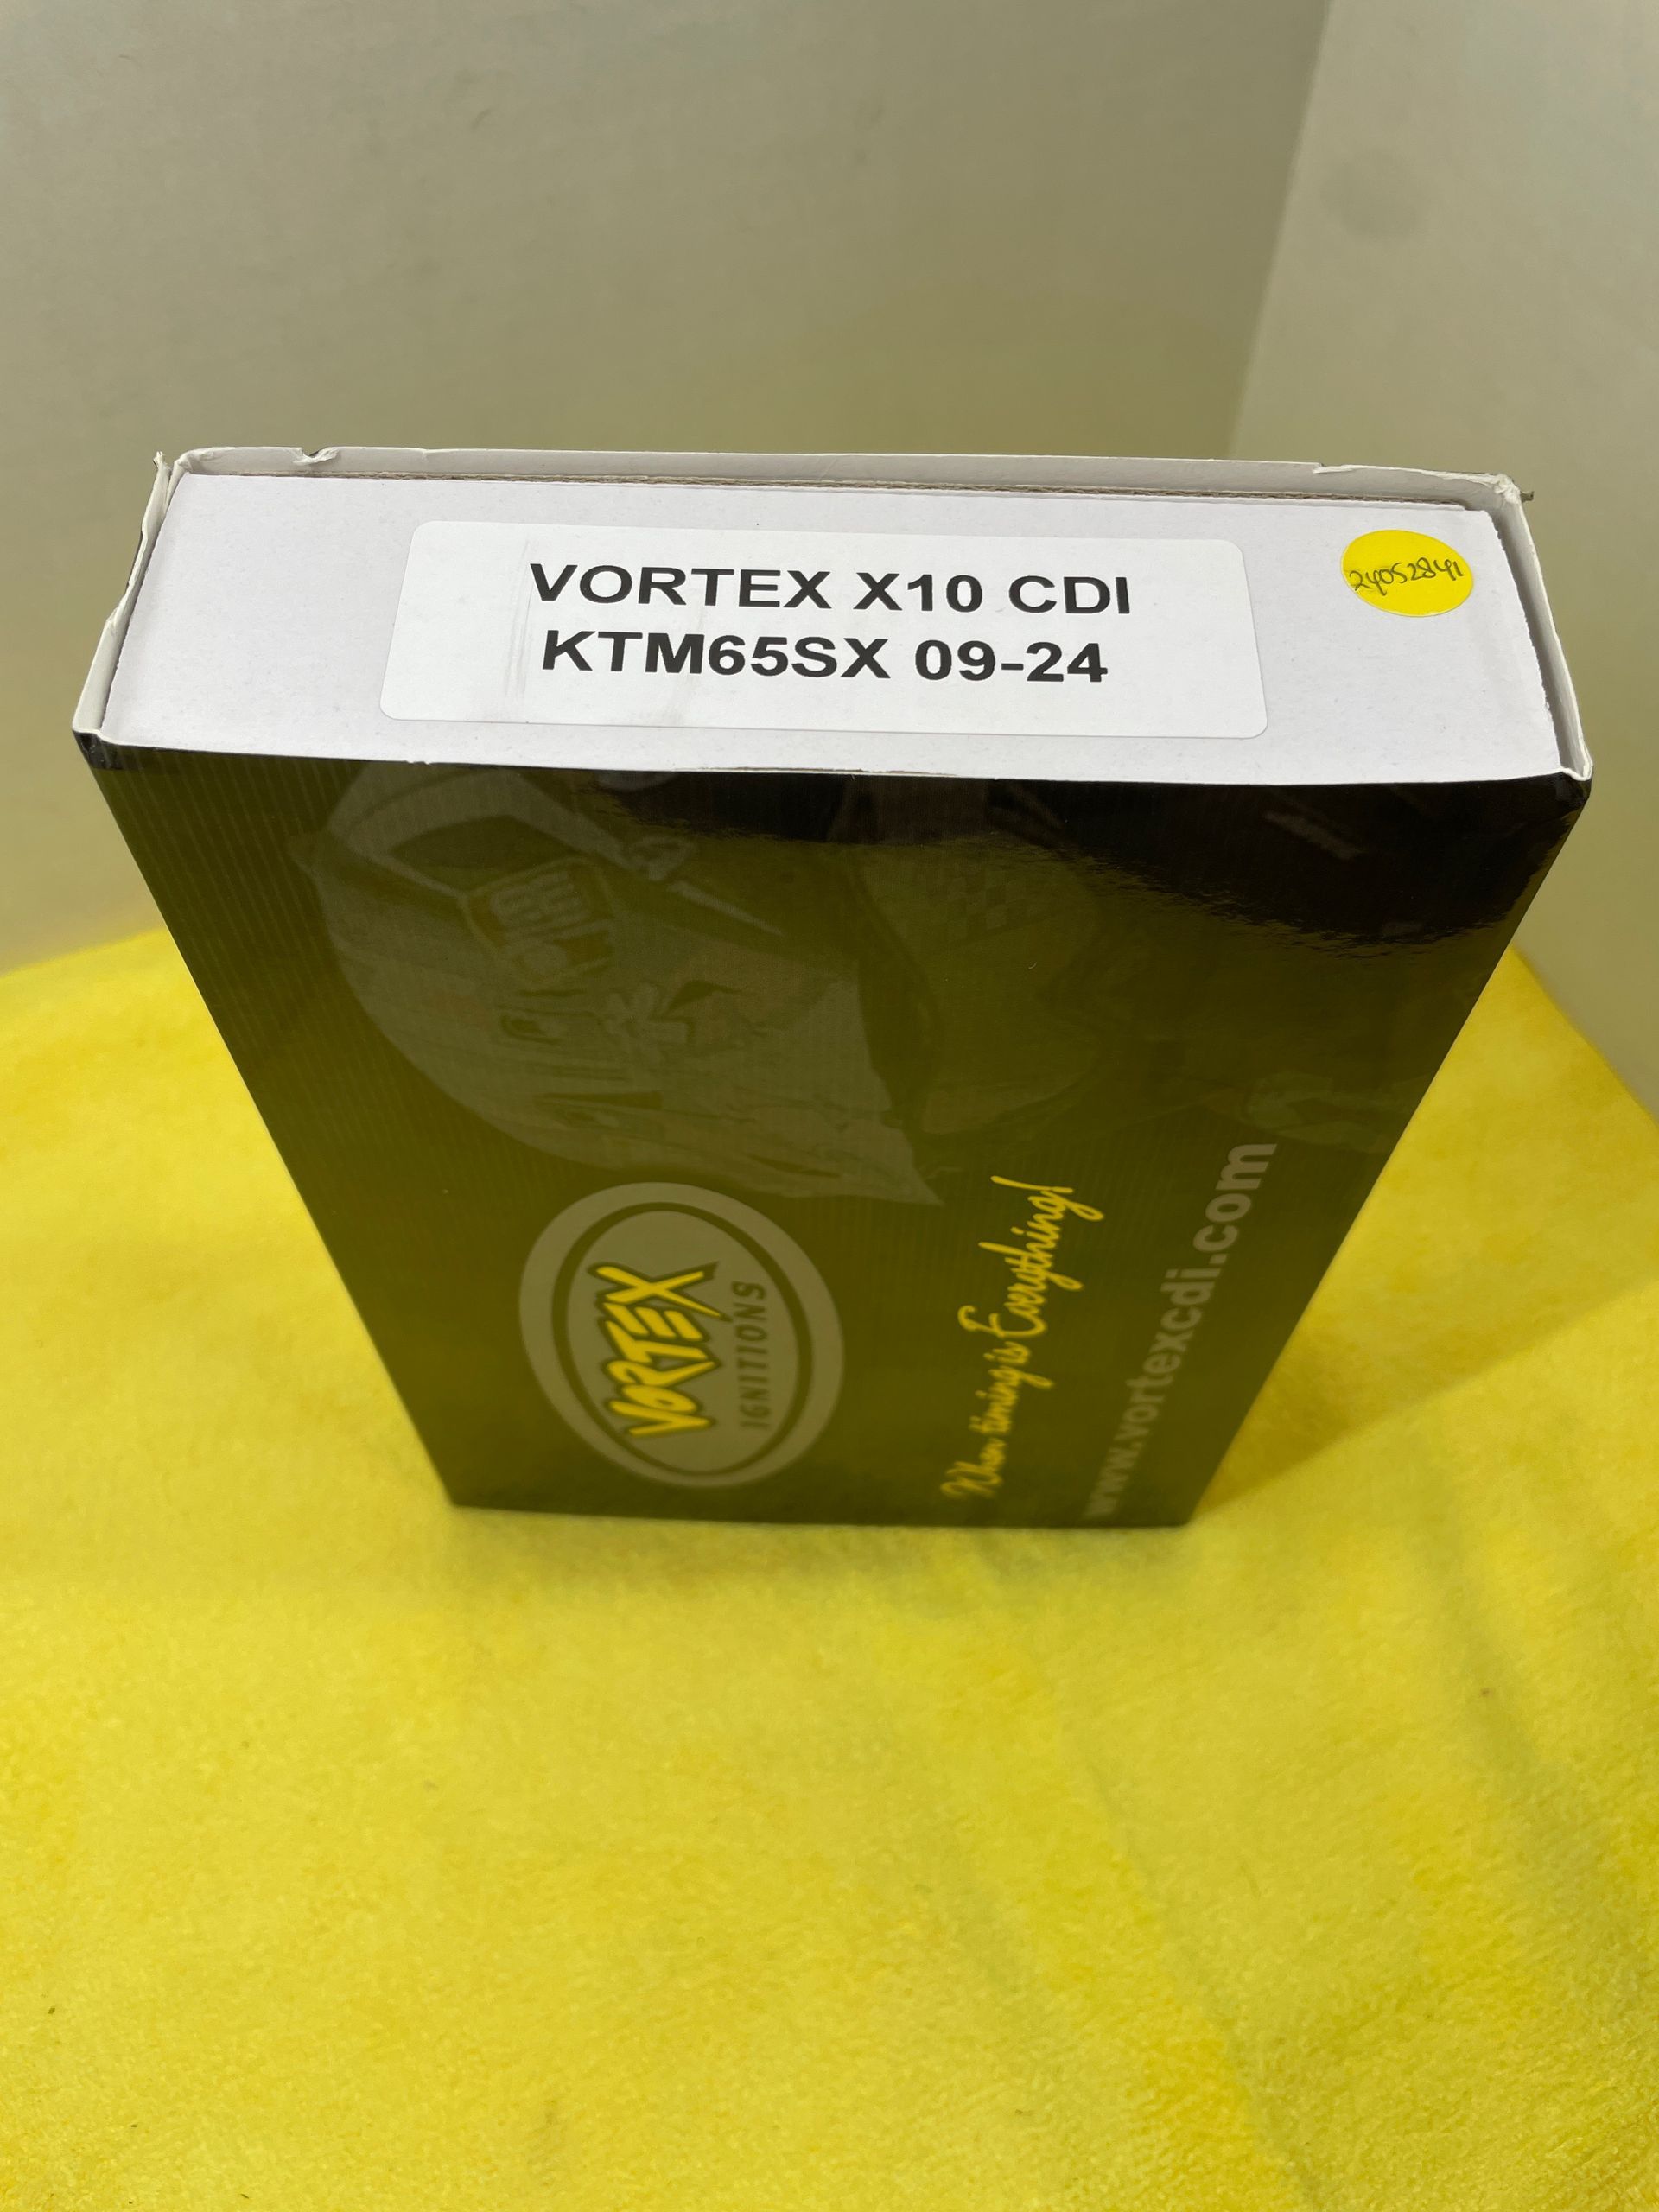 VORTEX X10 CDI
KTM65SX 09-24
24052841
VORTEX
IGNITIONS
When timing is Everything!
www.vortexcdi.com